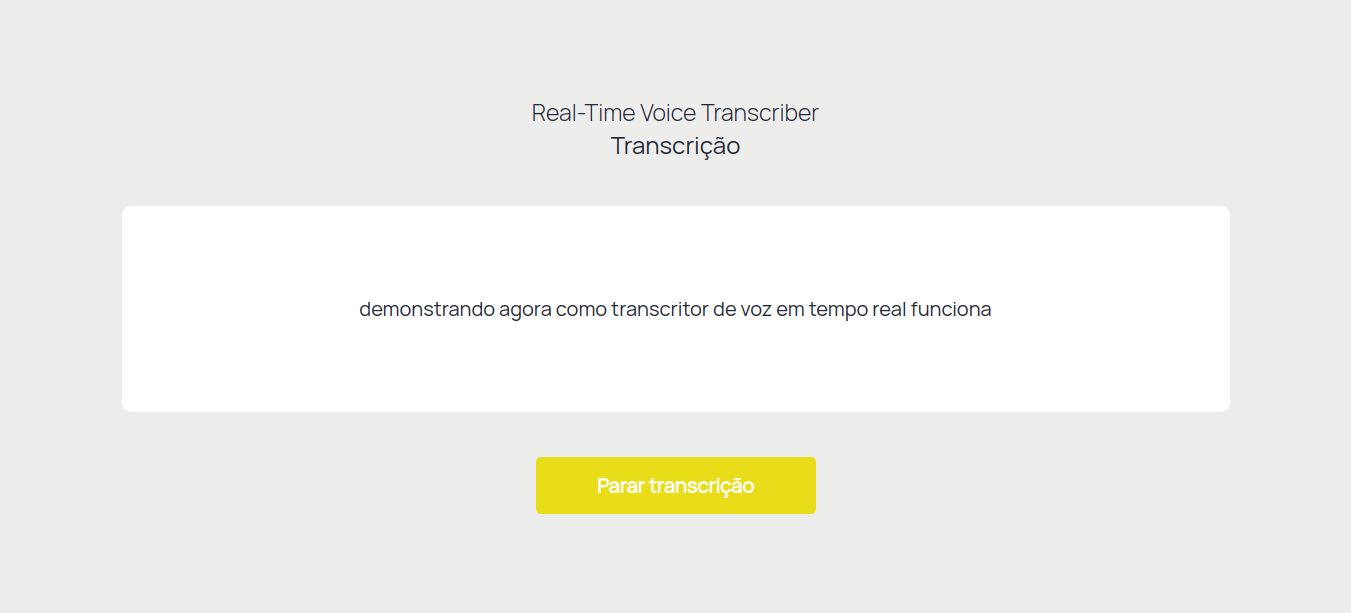 Real-Time Voice Transcriber
Transcrição
demonstrando agora como transcritor de voz em tempo real funciona
Parar transcrição